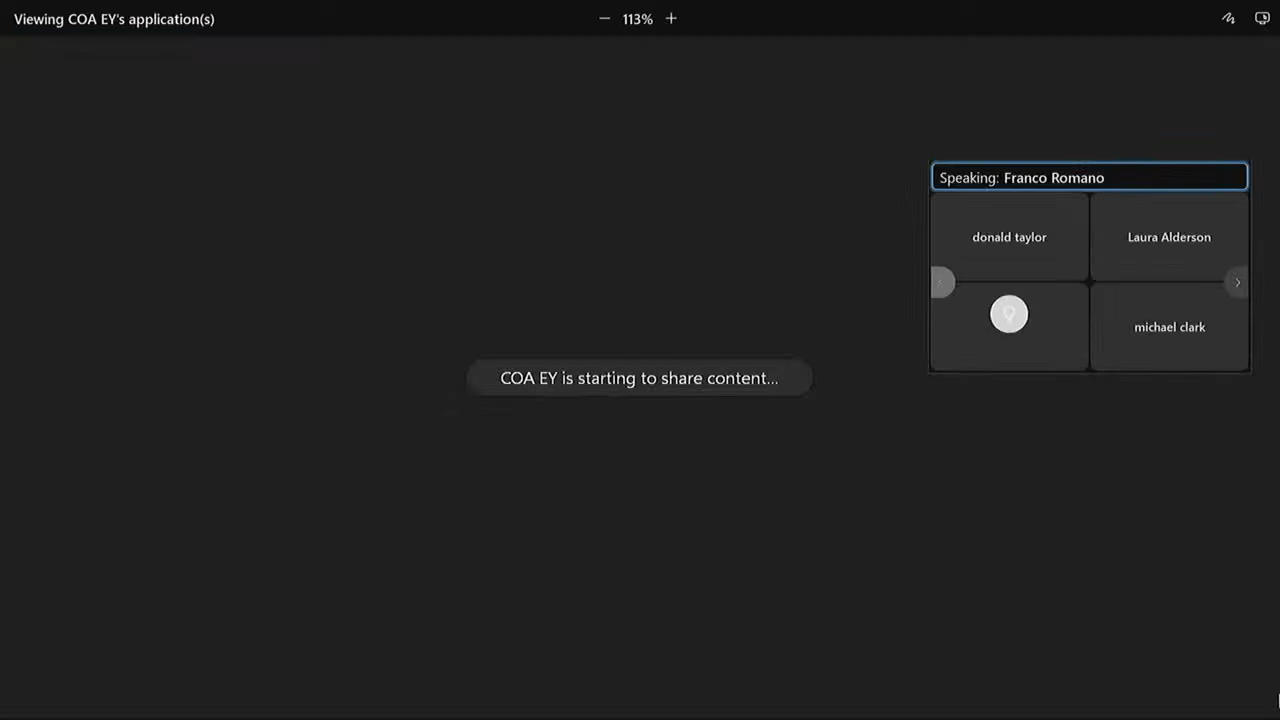 Viewing COA EY's application(s)
113%
Speaking: Franco Romano
donald taylor
Laura Alderson
michael clark
COA EY is starting to share content...